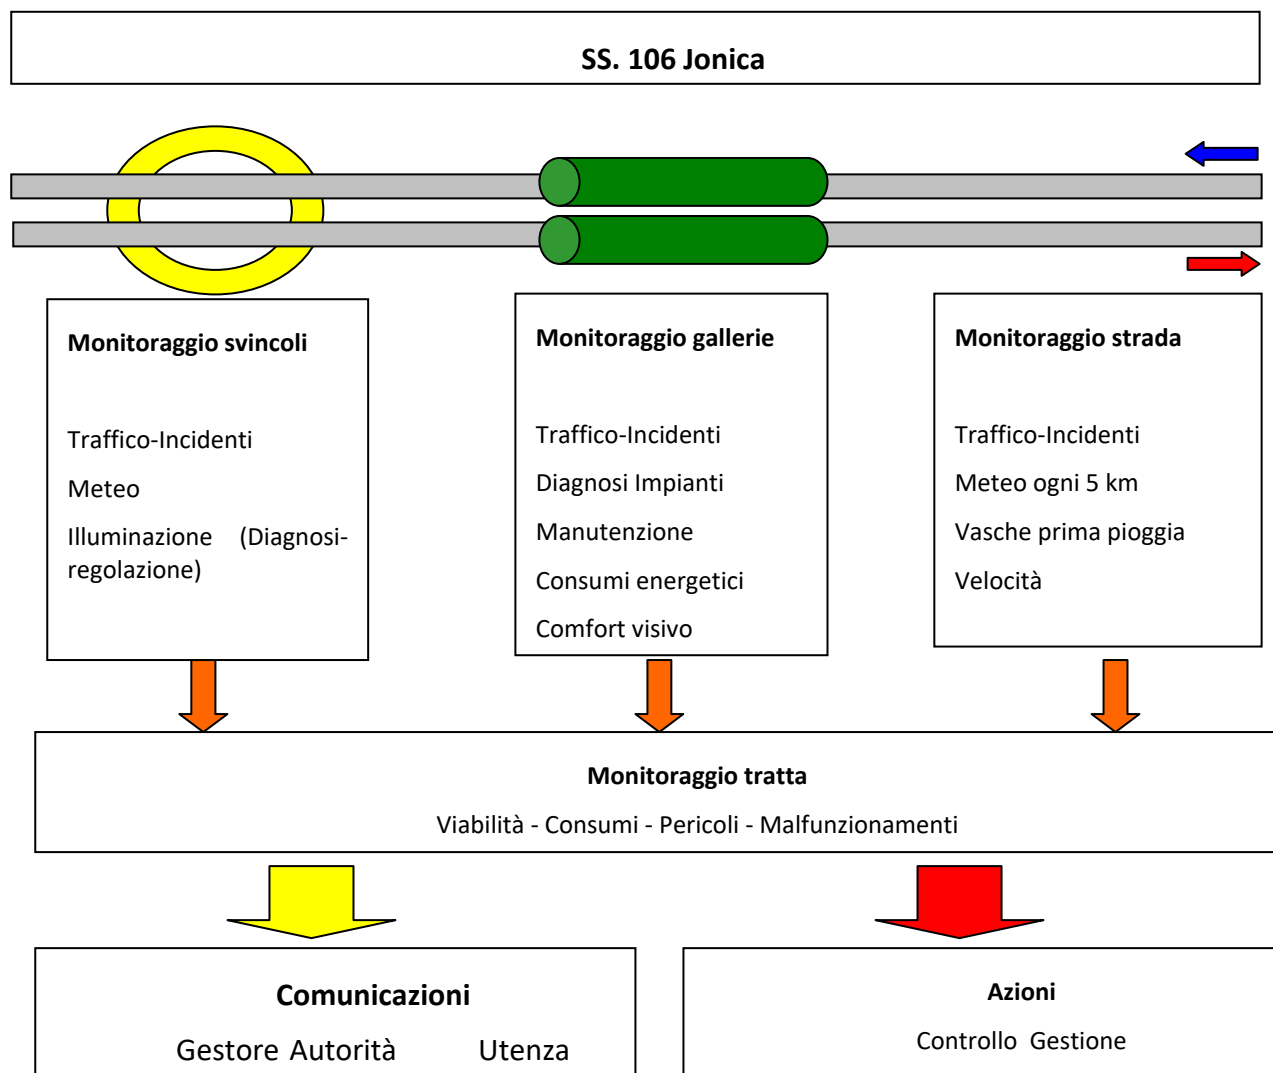 SS. 106 Jonica
Monitoraggio svincoli
Traffico-Incidenti
Meteo
Illuminazione (Diagnosi-
regolazione)
Monitoraggio gallerie
Traffico-Incidenti
Diagnosi Impianti
Manutenzione
Consumi energetici
Comfort visivo
Monitoraggio strada
Traffico-Incidenti
Meteo ogni 5 km
Vasche prima pioggia
Velocità
Monitoraggio tratta
Viabilità - Consumi - Pericoli - Malfunzionamenti
Comunicazioni
Gestore Autorità Utenza
Azioni
Controllo Gestione